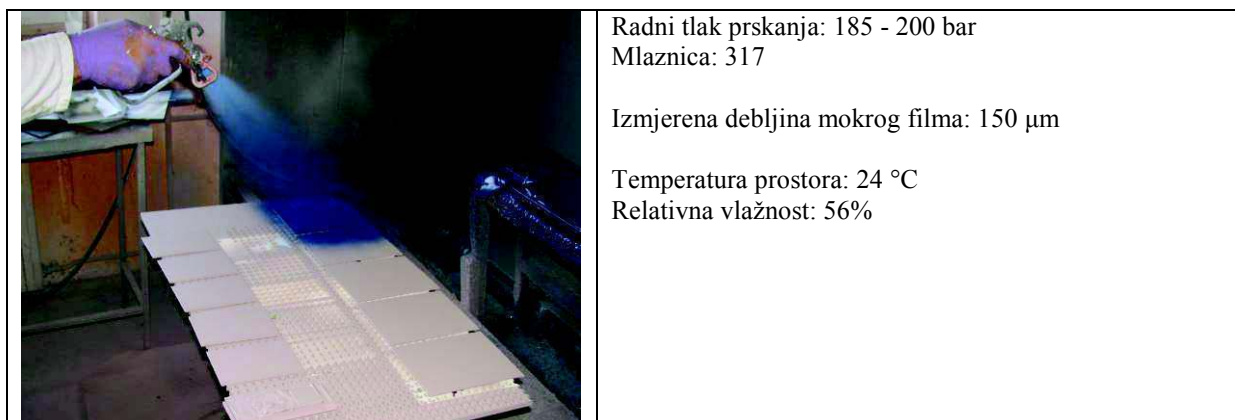 Radni tlak prskanja: 185 - 200 bar
Mlaznica: 317
Izmjerena debljina mokrog filma: 150 μm
Temperatura prostora: 24 °C
Relativna vlažnost: 56%